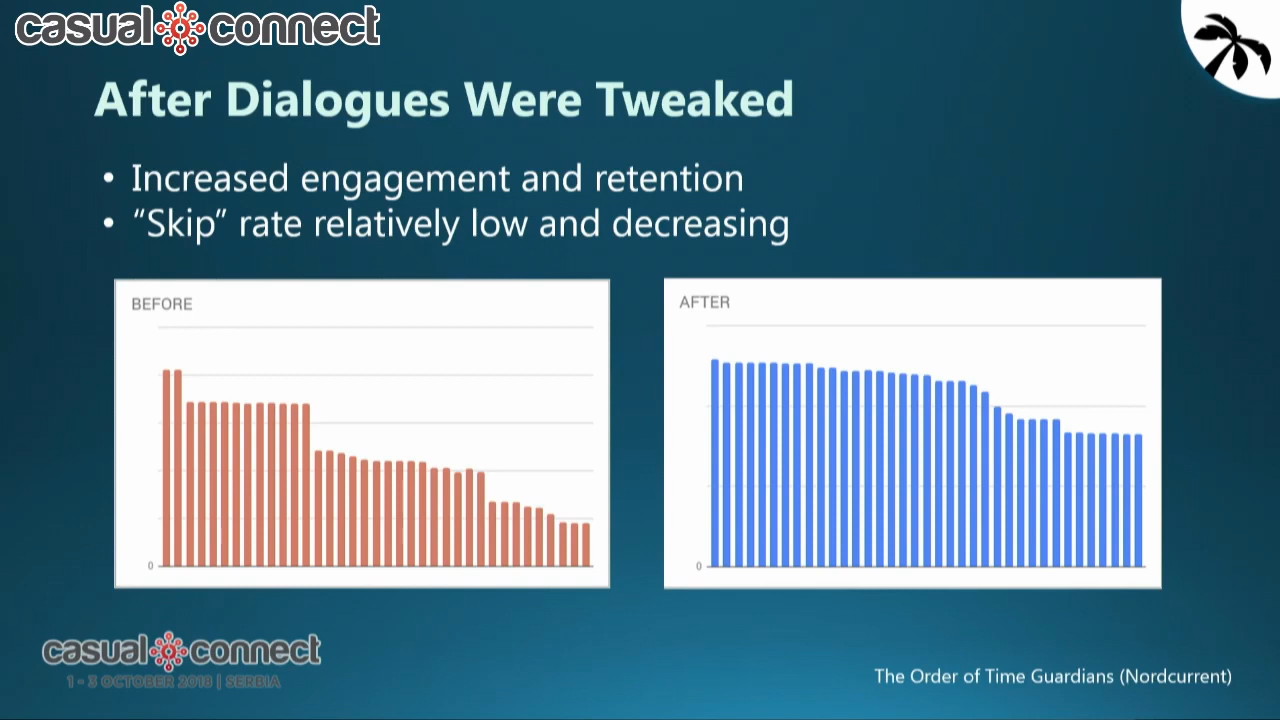 casual connect
After Dialogues Were Tweaked
• Increased engagement and retention
• “Skip” rate relatively low and decreasing
BEFORE
0
AFTER
0
casual connect
1 - 3 OCTOBER 2018 | SERBIA
The Order of Time Guardians (Nordcurrent)